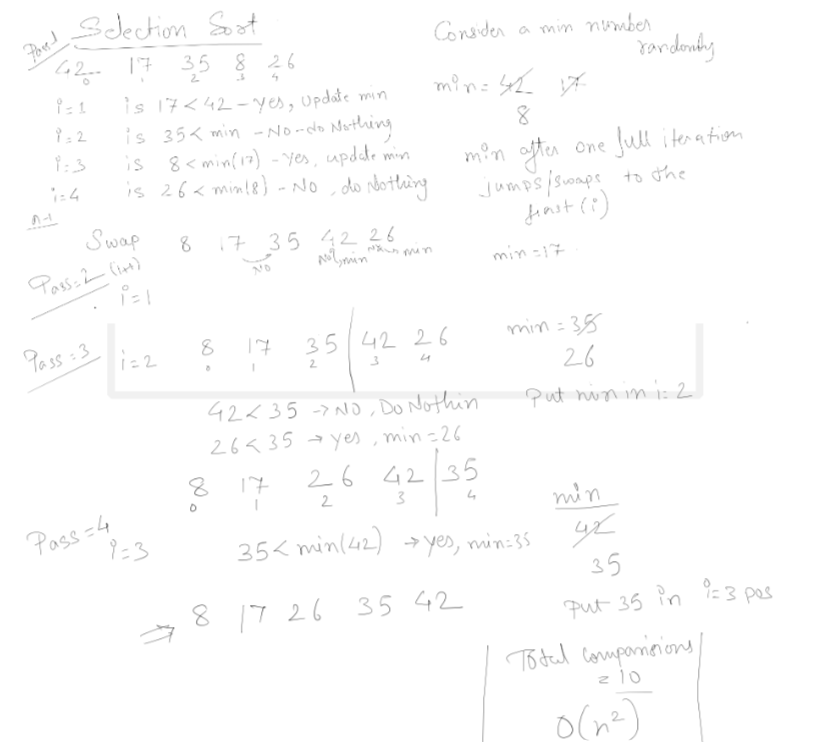 Pass 1 Selection Sort
42 17 35 8 26
0 1 2 3 4
i=1 is 17<42 - yes, Update min
i=2 is 35< min - No - do Nothing
i=3 is 8<min(17) - yes, update min
i=4 is 26<min(8) - No, do Nothing
n-1
Consider a min number
randomly
min = 42 17
8
min after one full iteration
jumps/swaps to the
first (i)
Swap 8 17 35 42 26
No No, min min
min = 17
Pass=2 (i++)
i=1
Pass=3 i=2 8 17 35 | 42 26
0 1 2 3 4
min = 35
26
Put min in i=2
42<35 → NO, Do Nothin
26<35 → yes, min=26
8 17 26 42 | 35
0 1 2 3 4
Pass=4
i=3
35< min(42) → yes, min=35
min
42
35
Put 35 in i=3 pos
⇒ 8 17 26 35 42
Total comparisions
= 10
O(n²)